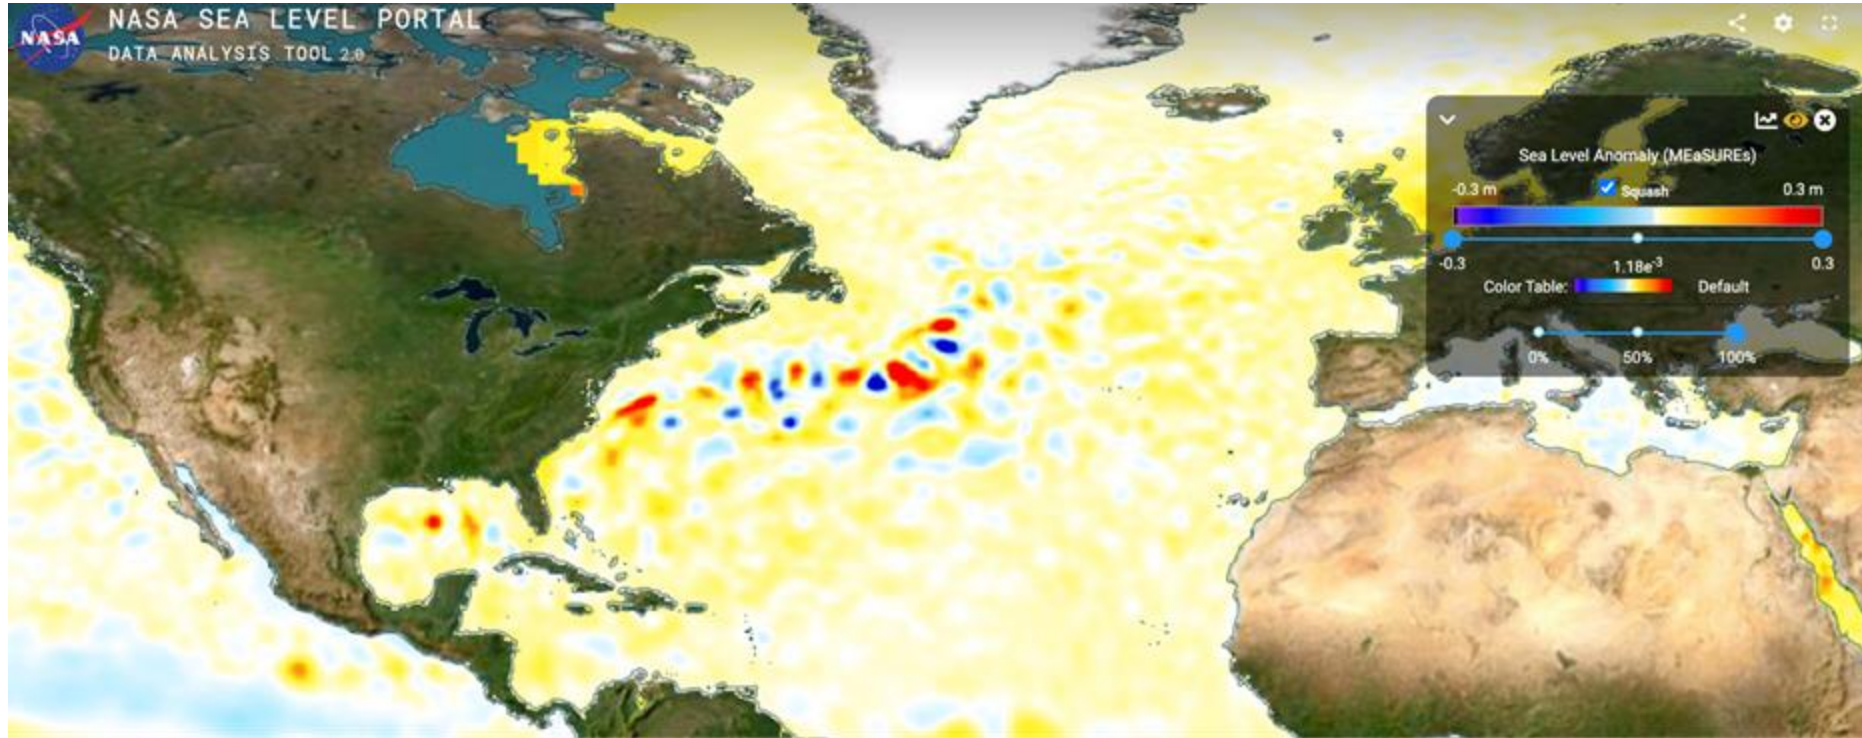 NASA
NASA SEA LEVEL PORTAL
DATA ANALYSIS TOOL 2.0
Sea Level Anomaly (MEaSUREs)
-0.3 m Squash 0.3 m
-0.3 1.18e⁻³ 0.3
Color Table: Default
0% 50% 100%